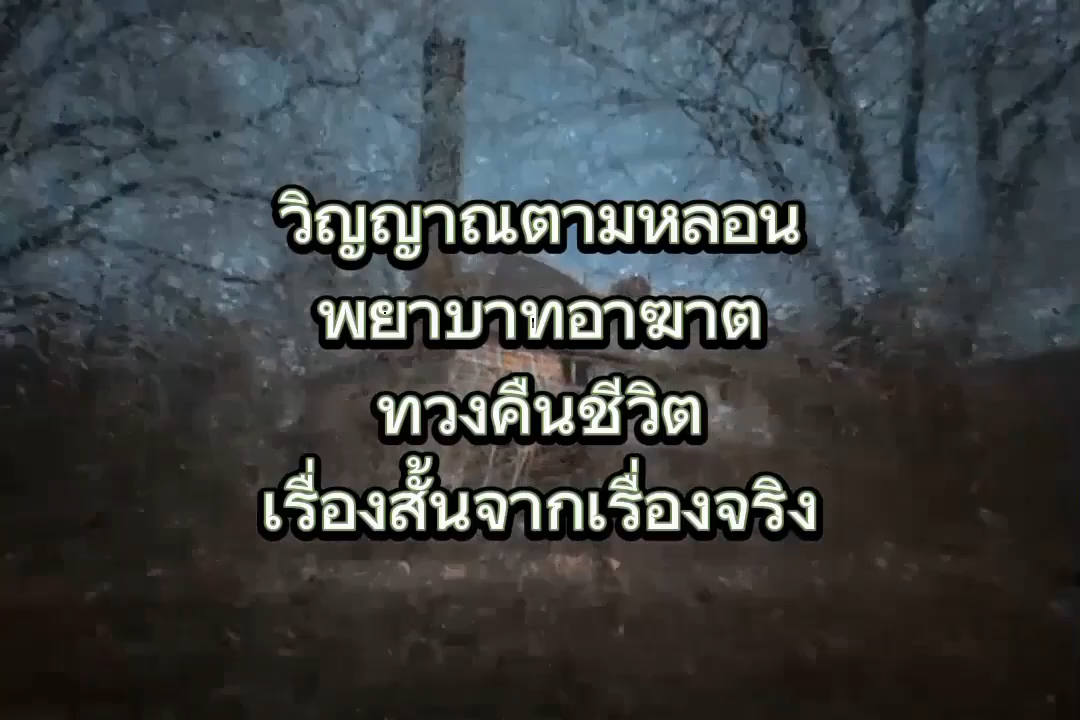 วิญญาณตามหลอน
พยาบาทอาฆาต
ทวงคืนชีวิต
เรื่องสั้นจากเรื่องจริง